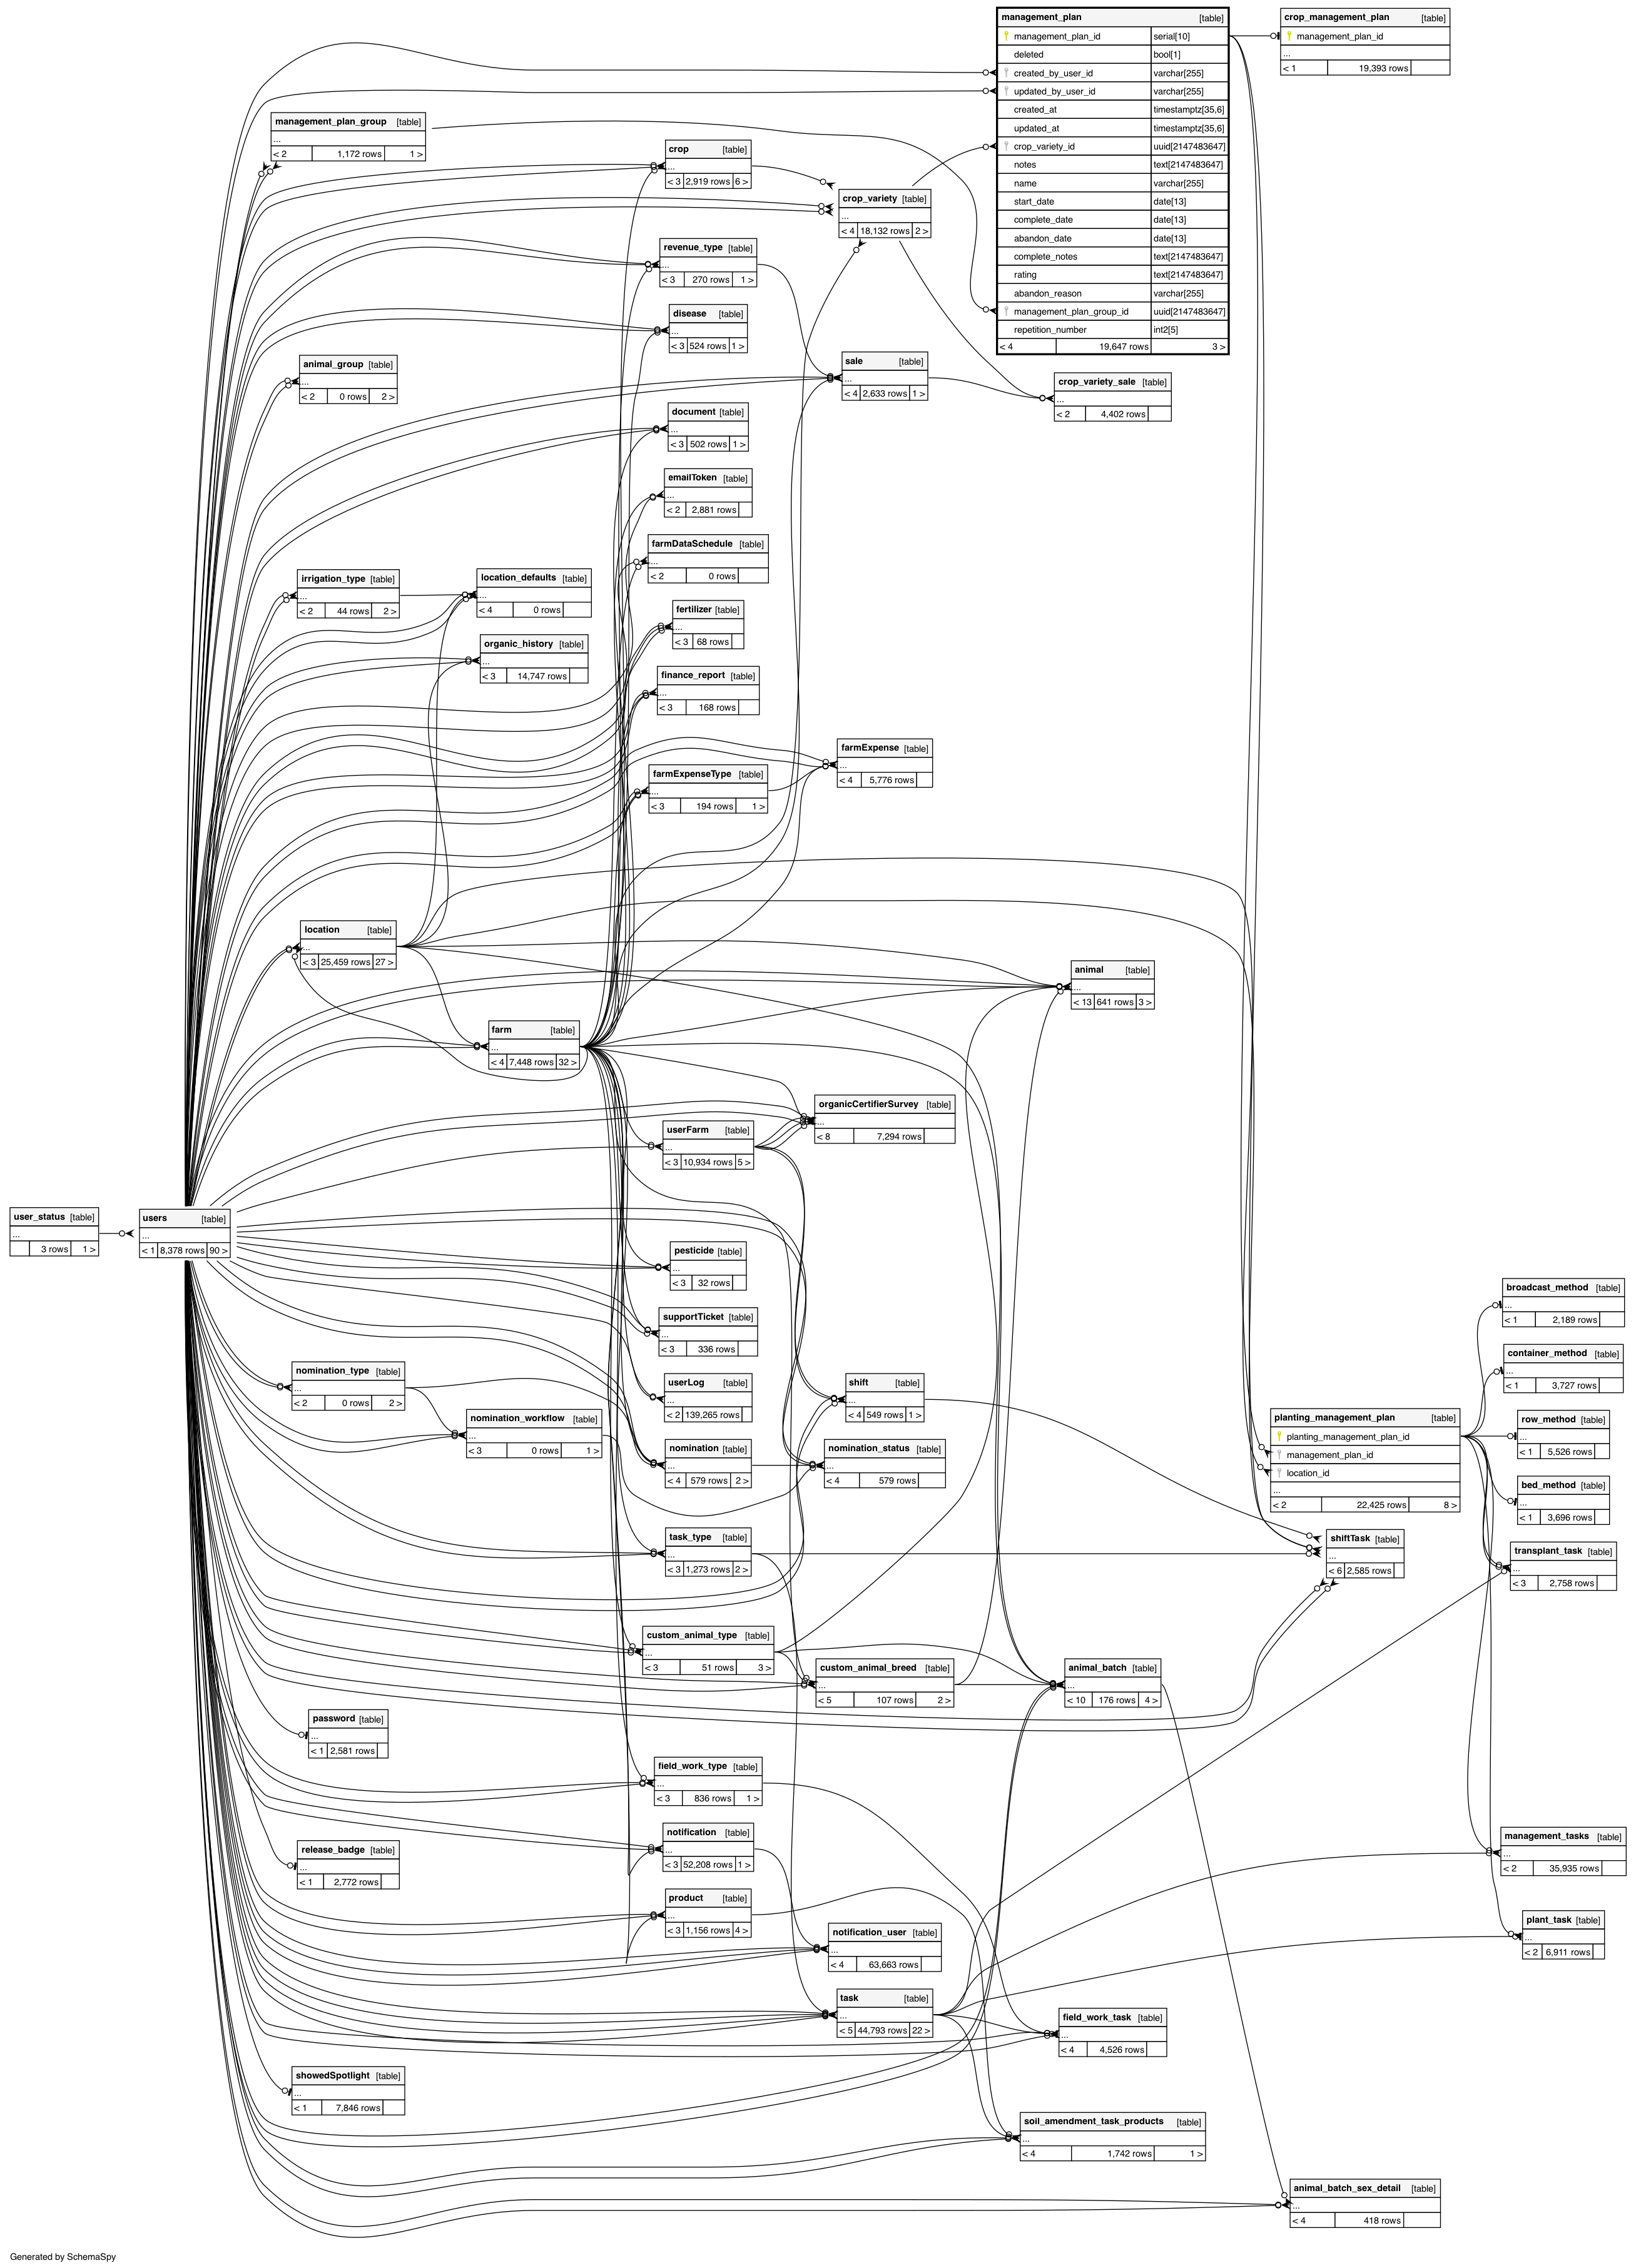 management_plan [table]
management_plan_id serial[10]
deleted bool[1]
created_by_user_id varchar[255]
updated_by_user_id varchar[255]
created_at timestamptz[35,6]
updated_at timestamptz[35,6]
crop_variety_id uuid[2147483647]
notes text[2147483647]
name varchar[255]
start_date date[13]
complete_date date[13]
abandon_date date[13]
complete_notes text[2147483647]
rating text[2147483647]
abandon_reason varchar[255]
management_plan_group_id uuid[2147483647]
repetition_number int2[5]
< 4 19,647 rows 3 >
crop_management_plan [table]
management_plan_id
...
< 1 19,393 rows
management_plan_group [table]
...
< 2 1,172 rows 1 >
crop [table]
...
< 3 2,919 rows 6 >
crop_variety [table]
...
< 4 18,132 rows 2 >
revenue_type [table]
...
< 3 270 rows 1 >
disease [table]
...
< 3 524 rows 1 >
animal_group [table]
...
< 2 0 rows 2 >
sale [table]
...
< 4 2,633 rows 1 >
crop_variety_sale [table]
...
< 2 4,402 rows
document [table]
...
< 3 502 rows 1 >
emailToken [table]
...
< 2 2,881 rows
farmDataSchedule [table]
...
< 2 0 rows
irrigation_type [table]
...
< 2 44 rows 2 >
location_defaults [table]
...
< 4 0 rows
fertilizer [table]
...
< 3 68 rows
organic_history [table]
...
< 3 14,747 rows
finance_report [table]
...
< 3 168 rows
farmExpense [table]
...
< 4 5,776 rows
farmExpenseType [table]
...
< 3 194 rows 1 >
location [table]
...
< 3 25,459 rows 27 >
animal [table]
...
< 13 641 rows 3 >
farm [table]
...
< 4 7,448 rows 32 >
organicCertifierSurvey [table]
...
< 8 7,294 rows
userFarm [table]
...
< 3 10,934 rows 5 >
user_status [table]
...
3 rows 1 >
users [table]
...
< 1 8,378 rows 90 >
pesticide [table]
...
< 3 32 rows
supportTicket [table]
...
< 3 336 rows
broadcast_method [table]
...
< 1 2,189 rows
container_method [table]
...
< 1 3,727 rows
nomination_type [table]
...
< 2 0 rows 2 >
userLog [table]
...
< 2 139,265 rows
shift [table]
...
< 4 549 rows 1 >
nomination_workflow [table]
...
< 3 0 rows 1 >
planting_management_plan [table]
planting_management_plan_id
management_plan_id
location_id
...
< 2 22,425 rows 8 >
row_method [table]
...
< 1 5,526 rows
nomination [table]
...
< 4 579 rows 2 >
nomination_status [table]
...
< 4 579 rows
bed_method [table]
...
< 1 3,696 rows
task_type [table]
...
< 3 1,273 rows 2 >
shiftTask [table]
...
< 6 2,585 rows
transplant_task [table]
...
< 3 2,758 rows
custom_animal_type [table]
...
< 3 51 rows 3 >
custom_animal_breed [table]
...
< 5 107 rows 2 >
animal_batch [table]
...
< 10 176 rows 4 >
password [table]
...
< 1 2,581 rows
field_work_type [table]
...
< 3 836 rows 1 >
notification [table]
...
< 3 52,208 rows 1 >
management_tasks [table]
...
< 2 35,935 rows
release_badge [table]
...
< 1 2,772 rows
product [table]
...
< 3 1,156 rows 4 >
notification_user [table]
...
< 4 63,663 rows
plant_task [table]
...
< 2 6,911 rows
task [table]
...
< 5 44,793 rows 22 >
field_work_task [table]
...
< 4 4,526 rows
showedSpotlight [table]
...
< 1 7,846 rows
soil_amendment_task_products [table]
...
< 4 1,742 rows 1 >
animal_batch_sex_detail [table]
...
< 4 418 rows
Generated by SchemaSpy